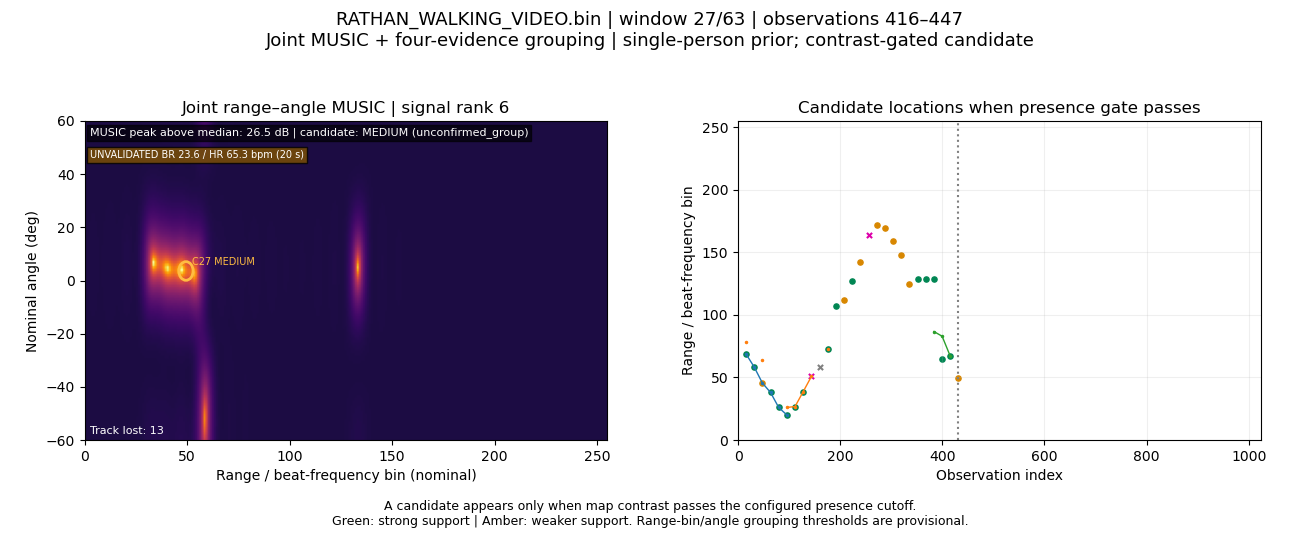 RATHAN_WALKING_VIDEO.bin | window 27/63 | observations 416–447
Joint MUSIC + four-evidence grouping | single-person prior; contrast-gated candidate
Joint range–angle MUSIC | signal rank 6
MUSIC peak above median: 26.5 dB | candidate: MEDIUM (unconfirmed_group)
UNVALIDATED BR 23.6 / HR 65.3 bpm (20 s)
C27 MEDIUM
Track lost: 13
Nominal angle (deg)
60
40
20
0
−20
−40
−60
0 50 100 150 200 250
Range / beat-frequency bin (nominal)
Candidate locations when presence gate passes
Range / beat-frequency bin
250
200
150
100
50
0
0 200 400 600 800 1000
Observation index
A candidate appears only when map contrast passes the configured presence cutoff.
Green: strong support | Amber: weaker support. Range-bin/angle grouping thresholds are provisional.